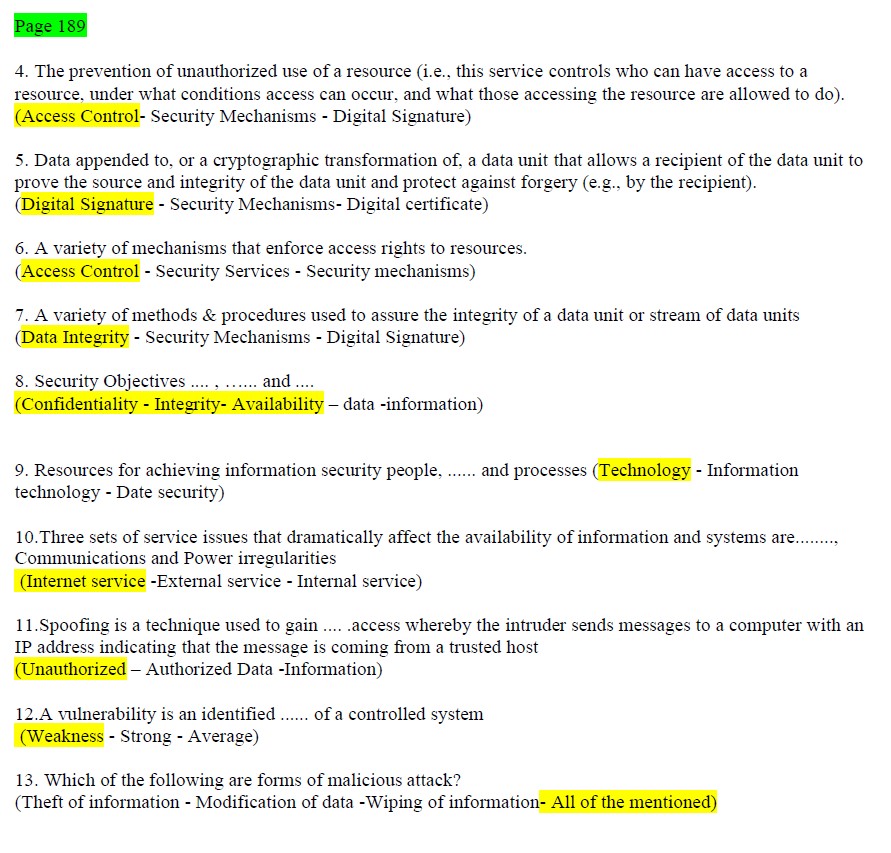 Page 189
4. The prevention of unauthorized use of a resource (i.e., this service controls who can have access to a
resource, under what conditions access can occur, and what those accessing the resource are allowed to do).
(Access Control- Security Mechanisms - Digital Signature)
5. Data appended to, or a cryptographic transformation of, a data unit that allows a recipient of the data unit to
prove the source and integrity of the data unit and protect against forgery (e.g., by the recipient).
(Digital Signature - Security Mechanisms- Digital certificate)
6. A variety of mechanisms that enforce access rights to resources.
(Access Control - Security Services - Security mechanisms)
7. A variety of methods & procedures used to assure the integrity of a data unit or stream of data units
(Data Integrity - Security Mechanisms - Digital Signature)
8. Security Objectives .... , ...... and ....
(Confidentiality - Integrity- Availability – data -information)
9. Resources for achieving information security people, ...... and processes (Technology - Information
technology - Date security)
10.Three sets of service issues that dramatically affect the availability of information and systems are........,
Communications and Power irregularities
(Internet service -External service - Internal service)
11.Spoofing is a technique used to gain .... .access whereby the intruder sends messages to a computer with an
IP address indicating that the message is coming from a trusted host
(Unauthorized – Authorized Data -Information)
12.A vulnerability is an identified ...... of a controlled system
(Weakness - Strong - Average)
13. Which of the following are forms of malicious attack?
(Theft of information - Modification of data -Wiping of information- All of the mentioned)